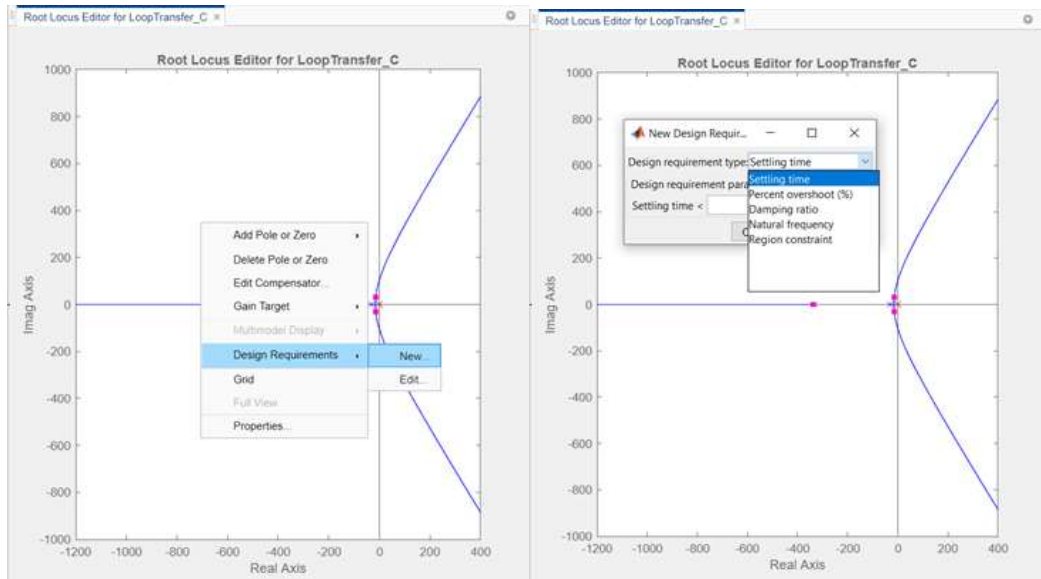 Root Locus Editor for LoopTransfer_C ×
Root Locus Editor for LoopTransfer_C
1000
800
600
400
200
0
-200
-400
-600
-800
-1000
Imag Axis
-1200 -1000 -800 -600 -400 -200 0 200 400
Real Axis
Add Pole or Zero
Delete Pole or Zero
Edit Compensator...
Gain Target
Multimodel Display
Design Requirements
New...
Edit...
Grid
Full View
Properties...
Root Locus Editor for LoopTransfer_C ×
Root Locus Editor for LoopTransfer_C
1000
800
600
400
200
0
-200
-400
-600
-800
-1000
Imag Axis
-1200 -1000 -800 -600 -400 -200 0 200 400
Real Axis
New Design Requir...
Design requirement type: Settling time
Design requirement para
Settling time <
Settling time
Percent overshoot (%)
Damping ratio
Natural frequency
Region constraint